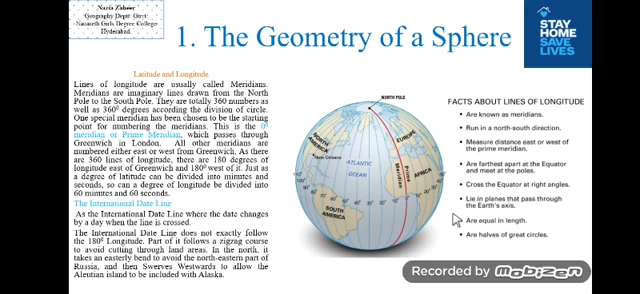 Nazia Zaheer
Geography Deptt: Govt:
Nazareth Girls Degree College
Hyderabad
1. The Geometry of a Sphere
STAY
HOME
SAVE
LIVES
Latitude and Longitude
Lines of longitude are usually called Meridians.
Meridians are imaginary lines drawn from the North
Pole to the South Pole. They are totally 360 numbers as
well as 360⁰ degrees according the division of circle.
One special meridian has been chosen to be the starting
point for numbering the meridians. This is the 0⁰
meridian or Prime Meridian, which passes through
Greenwich in London. All other meridians are
numbered either east or west from Greenwich, As there
are 360 lines of longitude, there are 180 degrees of
longitude east of Greenwich and 180⁰ west of it. Just as
a degree of latitude can be divided into minutes and
seconds, so can a degree of longitude be divided into
60 minutes and 60 seconds.
The International Date Line
As the International Date Line where the date changes
by a day when the line is crossed.
The International Date Line does not exactly follow
the 180⁰ Longitude. Part of it follows a zigzag course
to avoid cutting through land areas. In the north, it
takes an easterly bend to avoid the north-eastern part of
Russia, and then Swerves Westwards to allow the
Aleutian island to be included with Alaska.
NORTH POLE
NORTH
AMERICA
New Orleans
ATLANTIC
OCEAN
EUROPE
AFRICA
Prime
Meridian
SOUTH
AMERICA
FACTS ABOUT LINES OF LONGITUDE
• Are known as meridians.
• Run in a north-south direction.
• Measure distance east or west of
the prime meridian.
• Are farthest apart at the Equator
and meet at the poles.
• Cross the Equator at right angles.
• Lie in planes that pass through
the Earth's axis.
• Are equal in length.
• Are halves of great circles.
Recorded by MOBIZEN